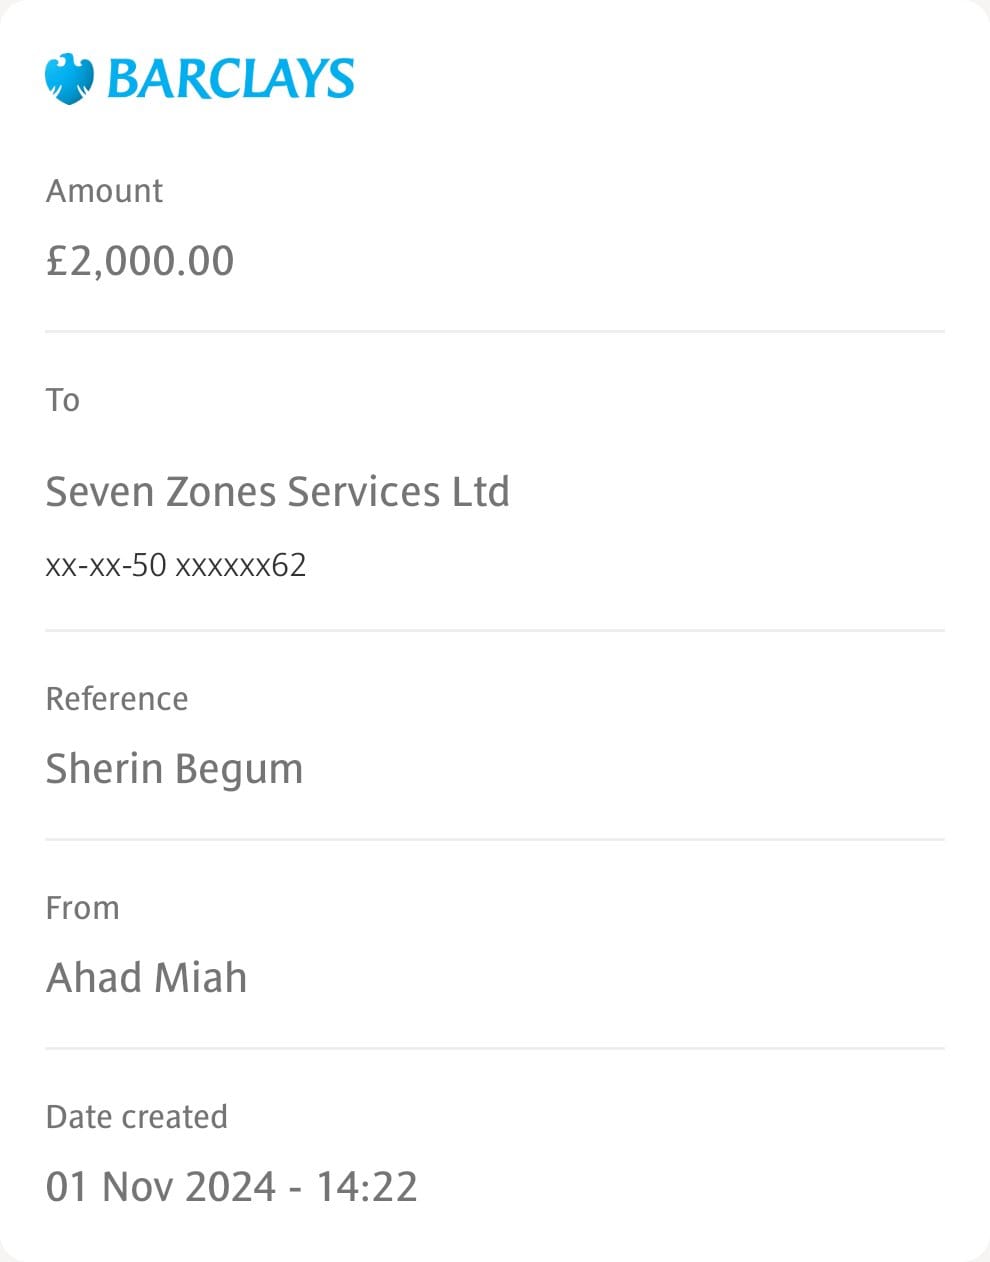 BARCLAYS
Amount
£2,000.00
To
Seven Zones Services Ltd
xx-xx-50 xxxxxx62
Reference
Sherin Begum
From
Ahad Miah
Date created
01 Nov 2024 - 14:22